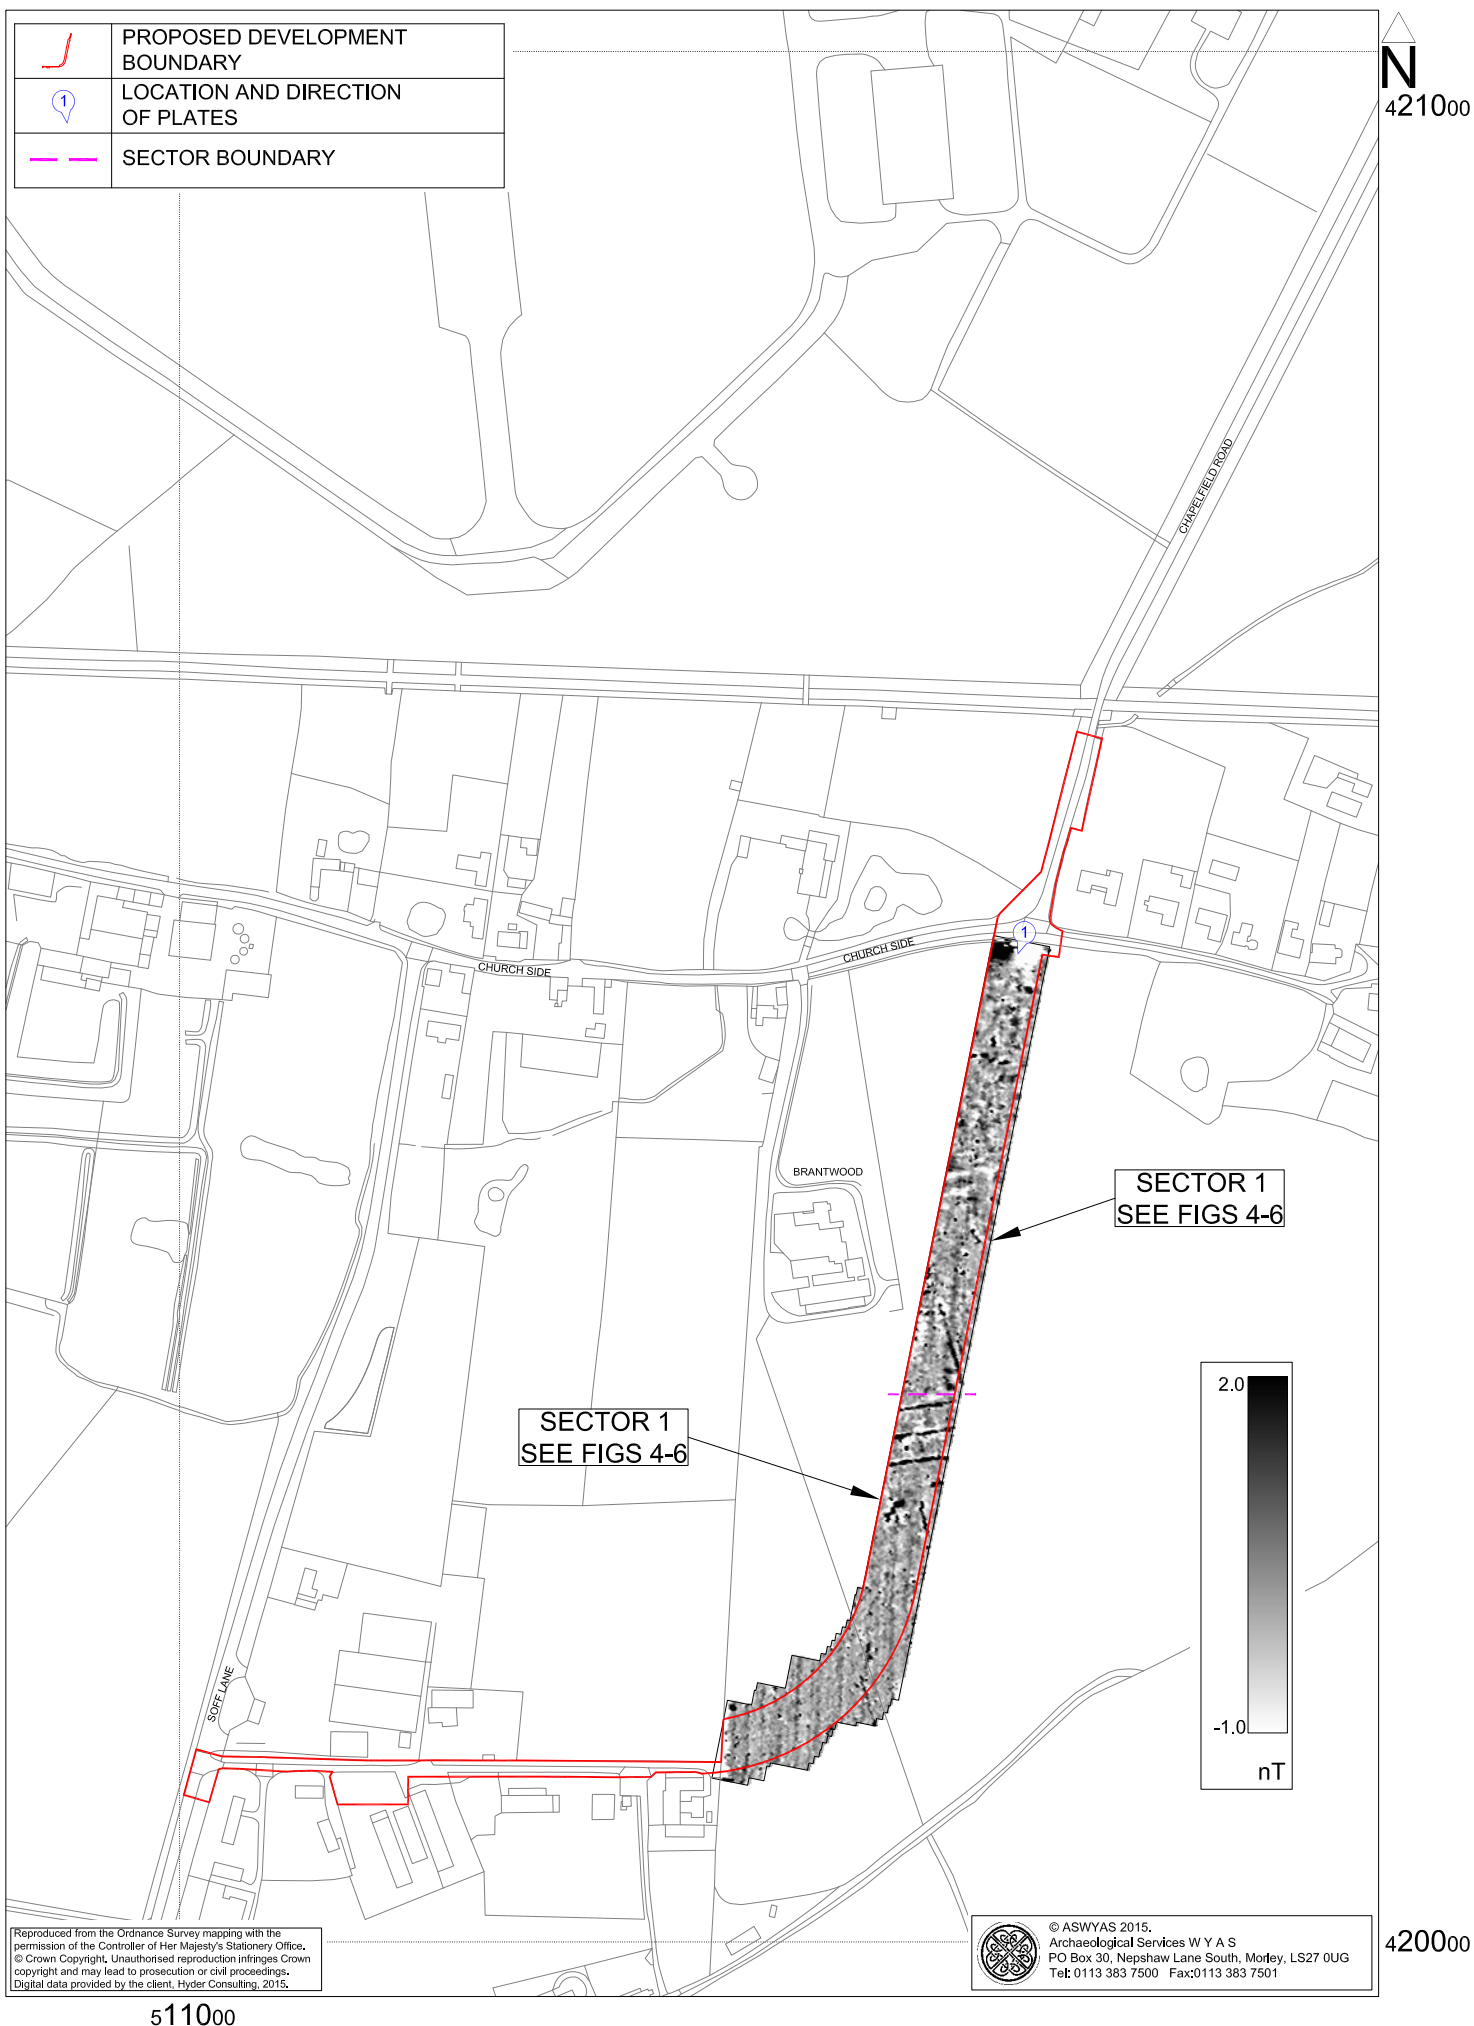 PROPOSED DEVELOPMENT
BOUNDARY
1
LOCATION AND DIRECTION
OF PLATES
SECTOR BOUNDARY
N
421000
CHAPELFIELD ROAD
1
CHURCH SIDE
CHURCH SIDE
BRANTWOOD
SECTOR 1
SEE FIGS 4-6
SECTOR 1
SEE FIGS 4-6
2.0
-1.0
nT
SOFF LANE
Reproduced from the Ordnance Survey mapping with the
permission of the Controller of Her Majesty's Stationery Office.
© Crown Copyright. Unauthorised reproduction infringes Crown
copyright and may lead to prosecution or civil proceedings.
Digital data provided by the client, Hyder Consulting, 2015.
© ASWYAS 2015.
Archaeological Services W Y A S
PO Box 30, Nepshaw Lane South, Morley, LS27 0UG
Tel: 0113 383 7500 Fax:0113 383 7501
420000
511000